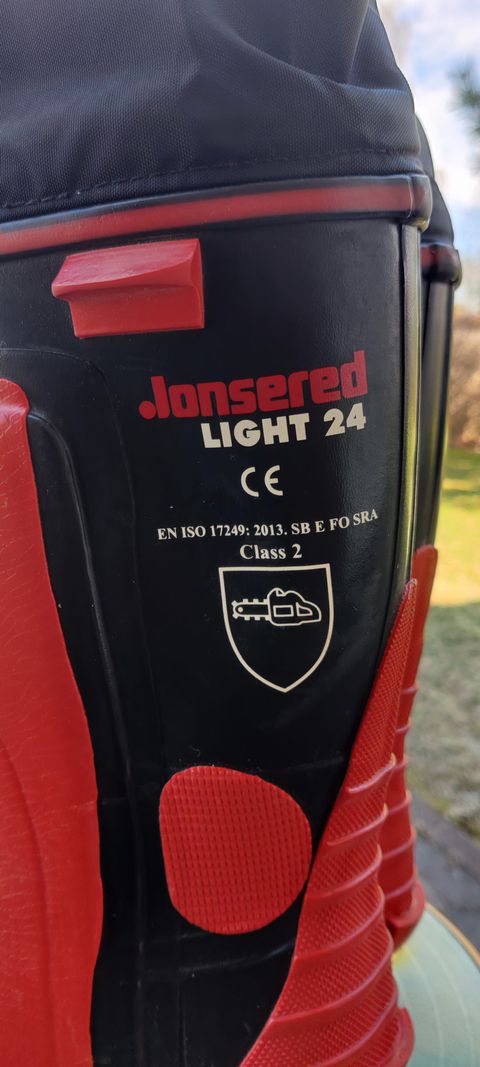 Jonsered
LIGHT 24
CE
EN ISO 17249: 2013. SB E FO SRA
Class 2